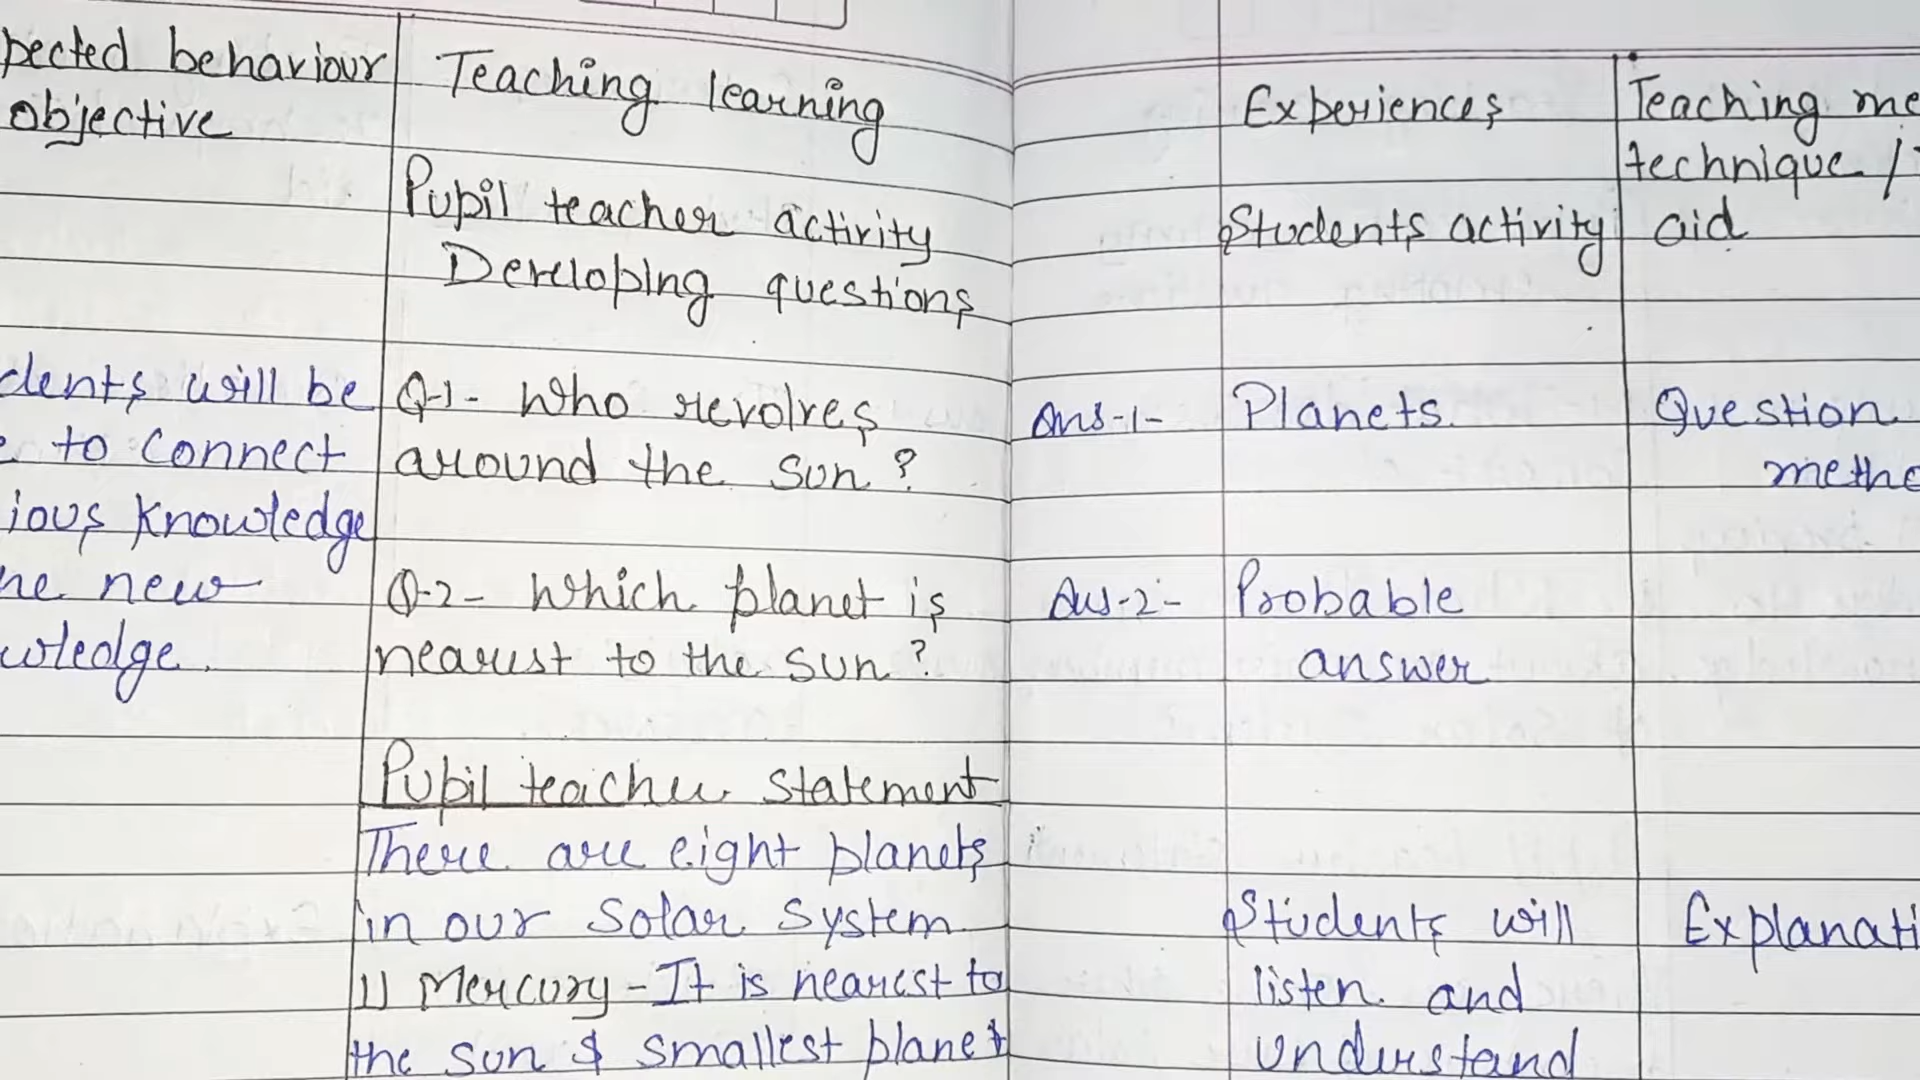 pected behaviour
objective
dents will be
e to connect
ious knowledge
he new
wledge.
Teaching learning
Pupil teacher activity
Developing questions
Q-1- Who revolves
around the Sun ?
Q-2- Which planet is
nearest to the sun ?
Pupil teacher statement
There are eight planets
in our Solar System
1) Mercury - It is nearest to
the sun & smallest planet
Experiences
Students activity
Ans-1- Planets.
Ans-2- Probable
answer
Students will
listen and
understand
Teaching me
technique /
aid
Question
metho
Explanati